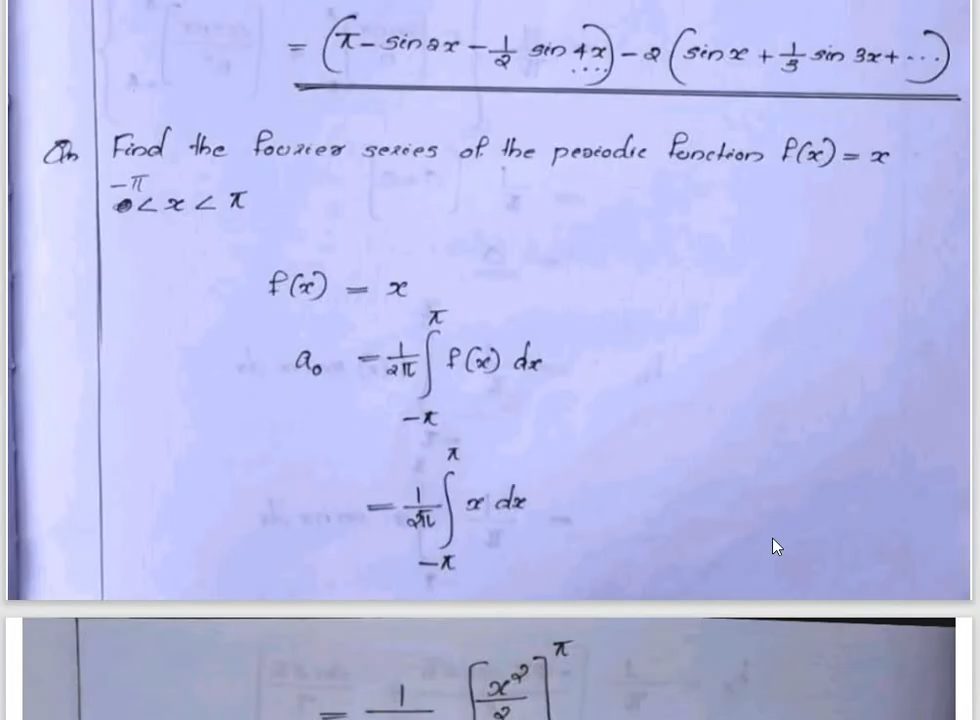 = (π - sin 2x - 1/2 sin 4x ....) - 2 (sin x + 1/3 sin 3x + ...)
Qn Find the fourier series of the periodic function f(x) = x
-π < x < π
f(x) = x
a₀ = 1/2π ∫_{-π}^{π} f(x) dx
= 1/2π ∫_{-π}^{π} x dx
= 1 [x²/2]^π